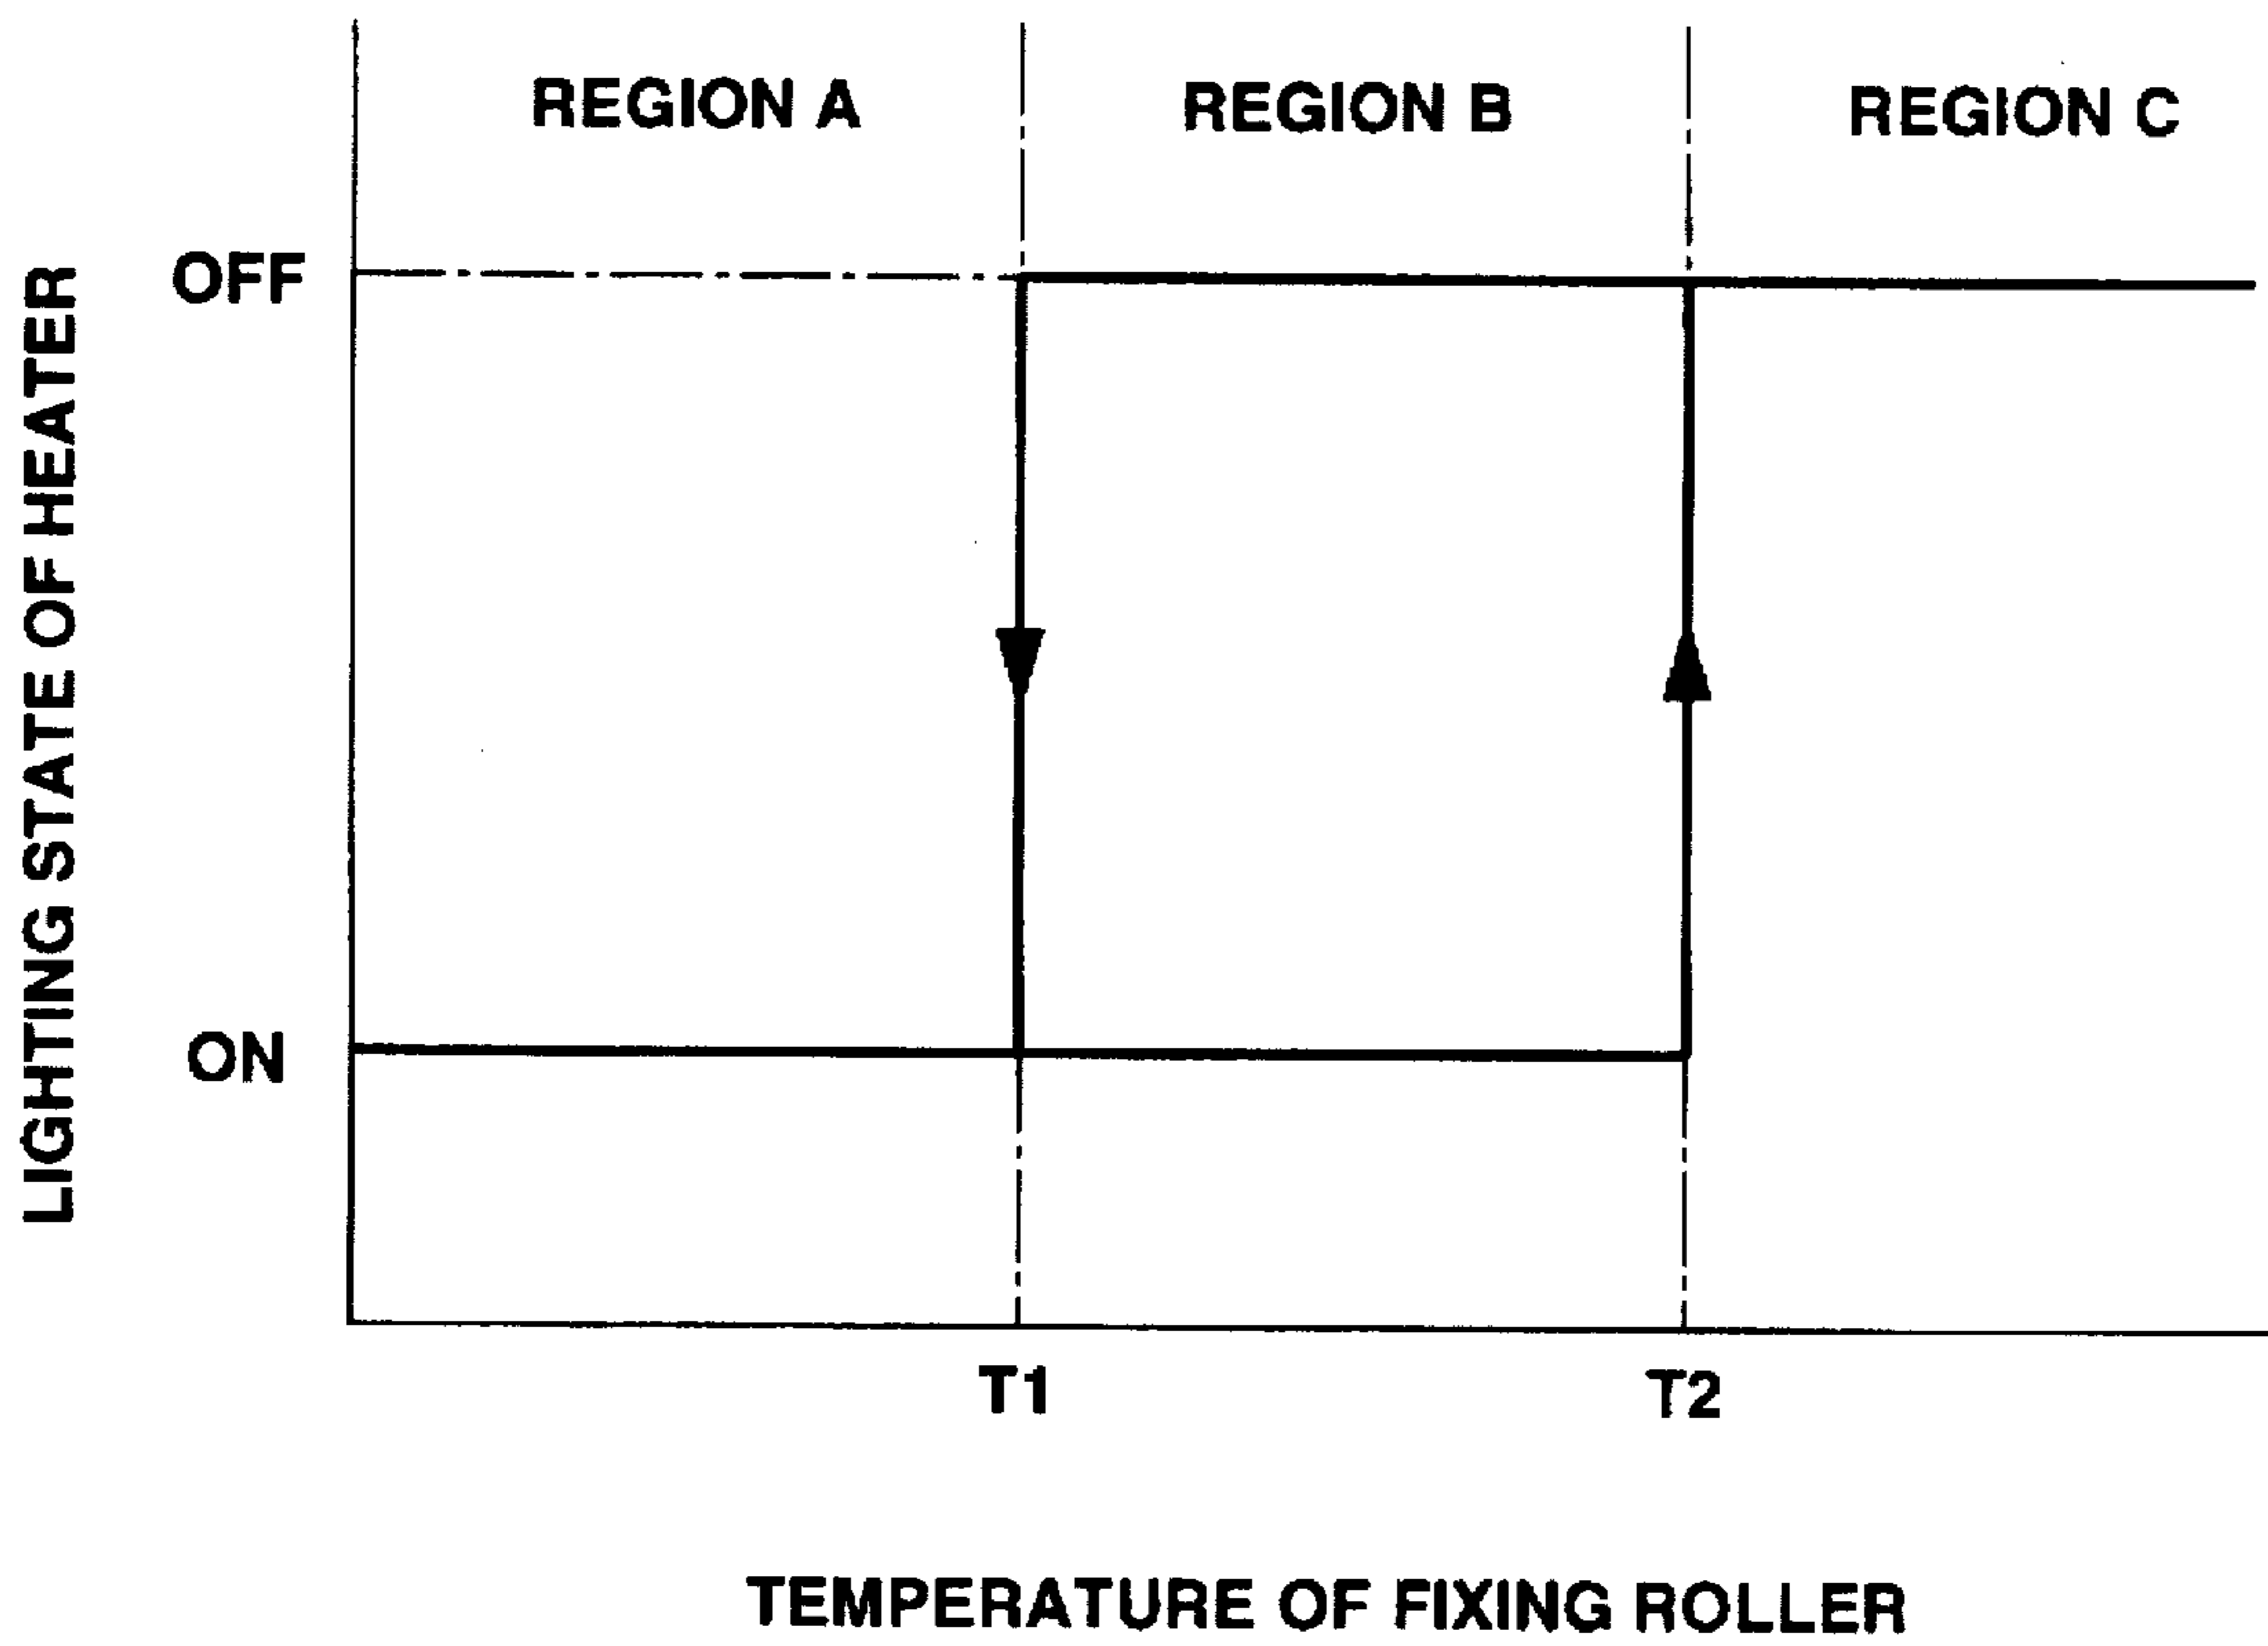 REGION A
REGION B
REGION C
OFF
ON
LIGHTING STATE OF HEATER
T1
T2
TEMPERATURE OF FIXING ROLLER